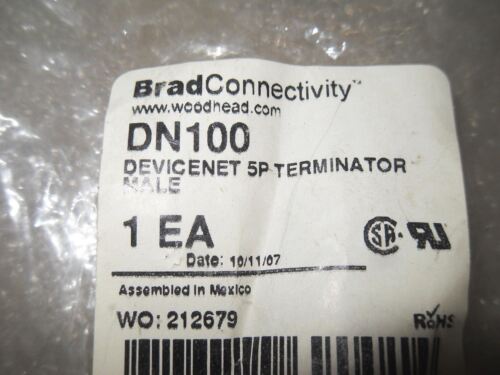 BradConnectivity™
www.woodhead.com
DN100
DEVICENET 5P TERMINATOR
MALE
1 EA
Date: 10/11/07
Assembled in Mexico
WO: 212679
RoHS